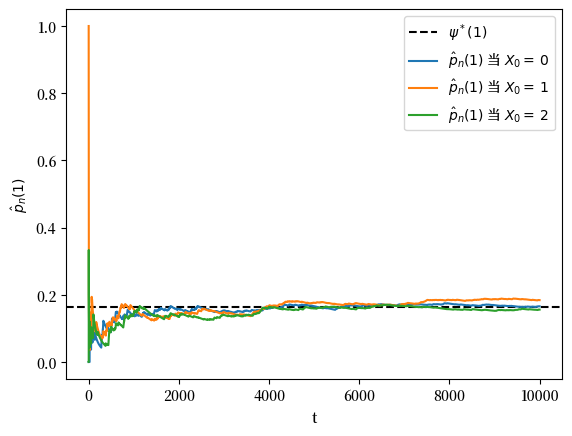 1.0
0.8
0.6
0.4
0.2
0.0
p̂ₙ(1)
0
2000
4000
6000
8000
10000
t
ψ*(1)
p̂ₙ(1) 当 X₀ = 0
p̂ₙ(1) 当 X₀ = 1
p̂ₙ(1) 当 X₀ = 2